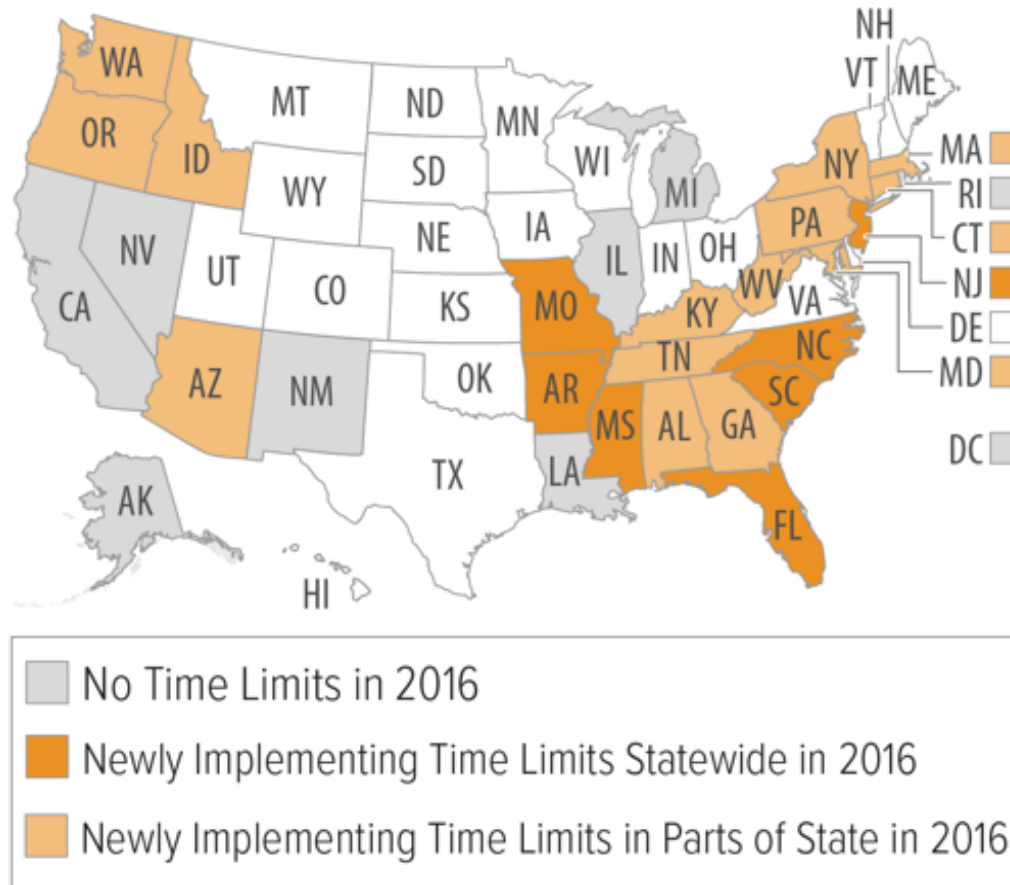 NH
VT
ME
WA
MT
ND
MN
OR
ID
WY
SD
WI
MI
NY
MA
RI
CT
NJ
DE
MD
DC
NV
UT
CO
NE
IA
IL
IN
OH
PA
WV
VA
CA
KS
MO
KY
NC
AZ
NM
OK
AR
TN
SC
MS
AL
GA
TX
LA
FL
AK
HI
No Time Limits in 2016
Newly Implementing Time Limits Statewide in 2016
Newly Implementing Time Limits in Parts of State in 2016